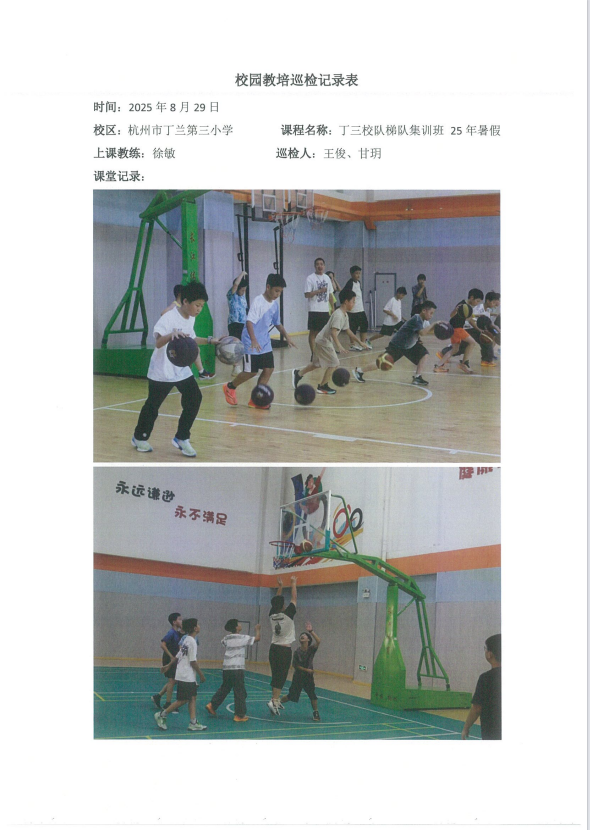 校园教培巡检记录表
时间：2025 年 8 月 29 日
校区：杭州市丁兰第三小学 课程名称：丁三校队梯队集训班 25 年暑假
上课教练：徐敏 巡检人：王俊、甘玥
课堂记录：
永远谦逊
永不满足